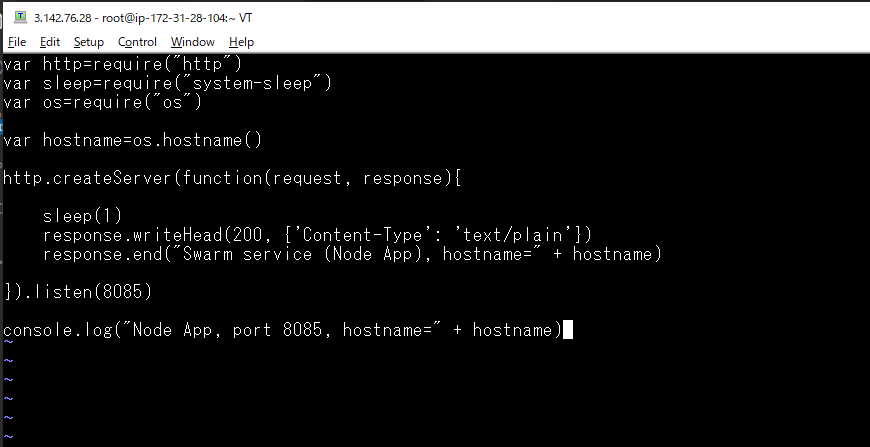 3.142.76.28 - root@ip-172-31-28-104:~ VT
File Edit Setup Control Window Help
var http=require("http")
var sleep=require("system-sleep")
var os=require("os")
var hostname=os.hostname()
http.createServer(function(request, response){
sleep(1)
response.writeHead(200, {'Content-Type': 'text/plain'})
response.end("Swarm service (Node App), hostname=" + hostname)
}).listen(8085)
console.log("Node App, port 8085, hostname=" + hostname)
~
~
~
~
~
~